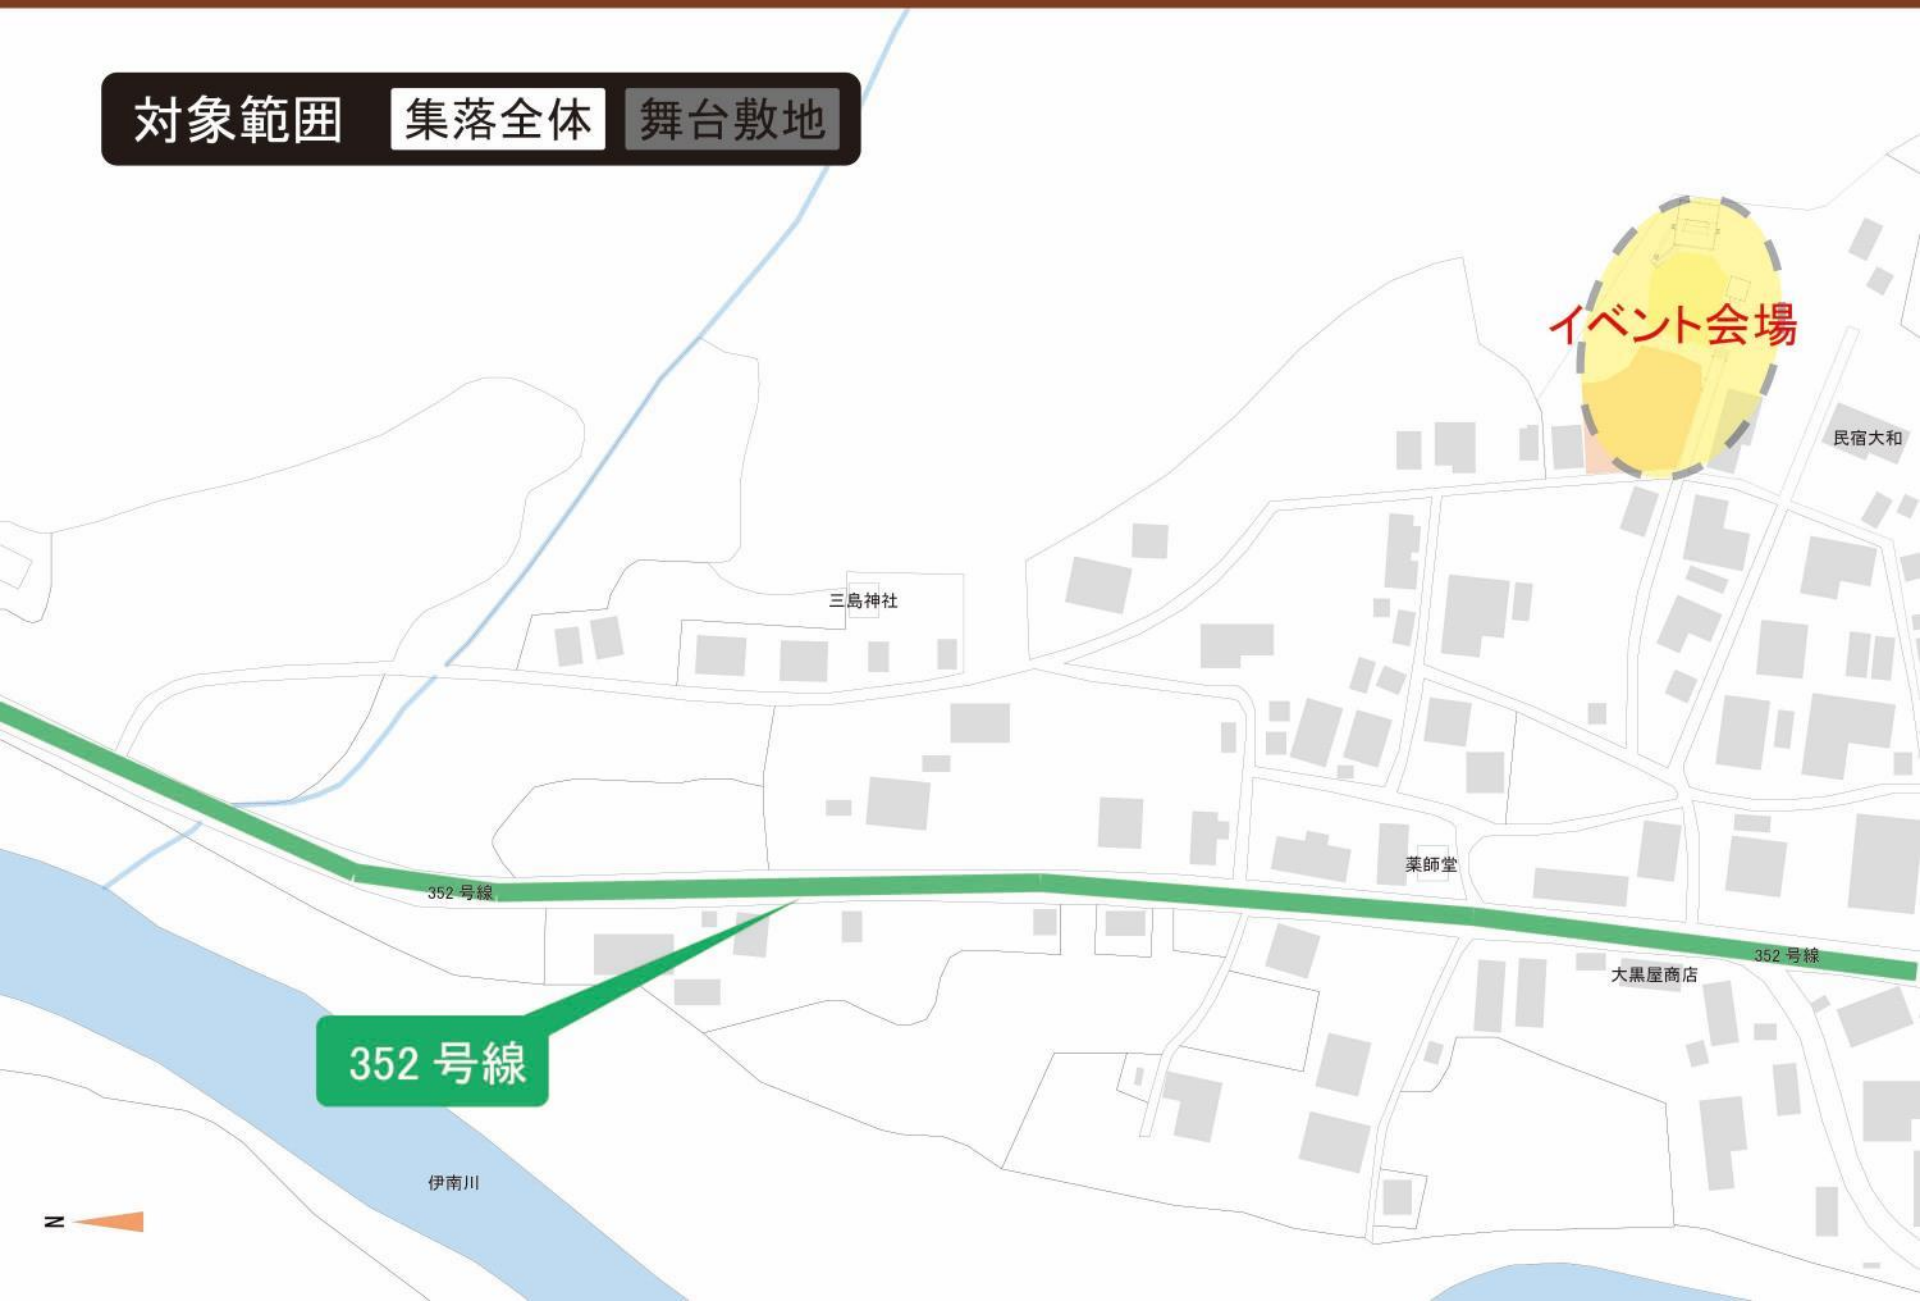 対象範囲 集落全体 舞台敷地
イベント会場
民宿大和
三島神社
薬師堂
352 号線
352 号線
大黒屋商店
352 号線
伊南川
N